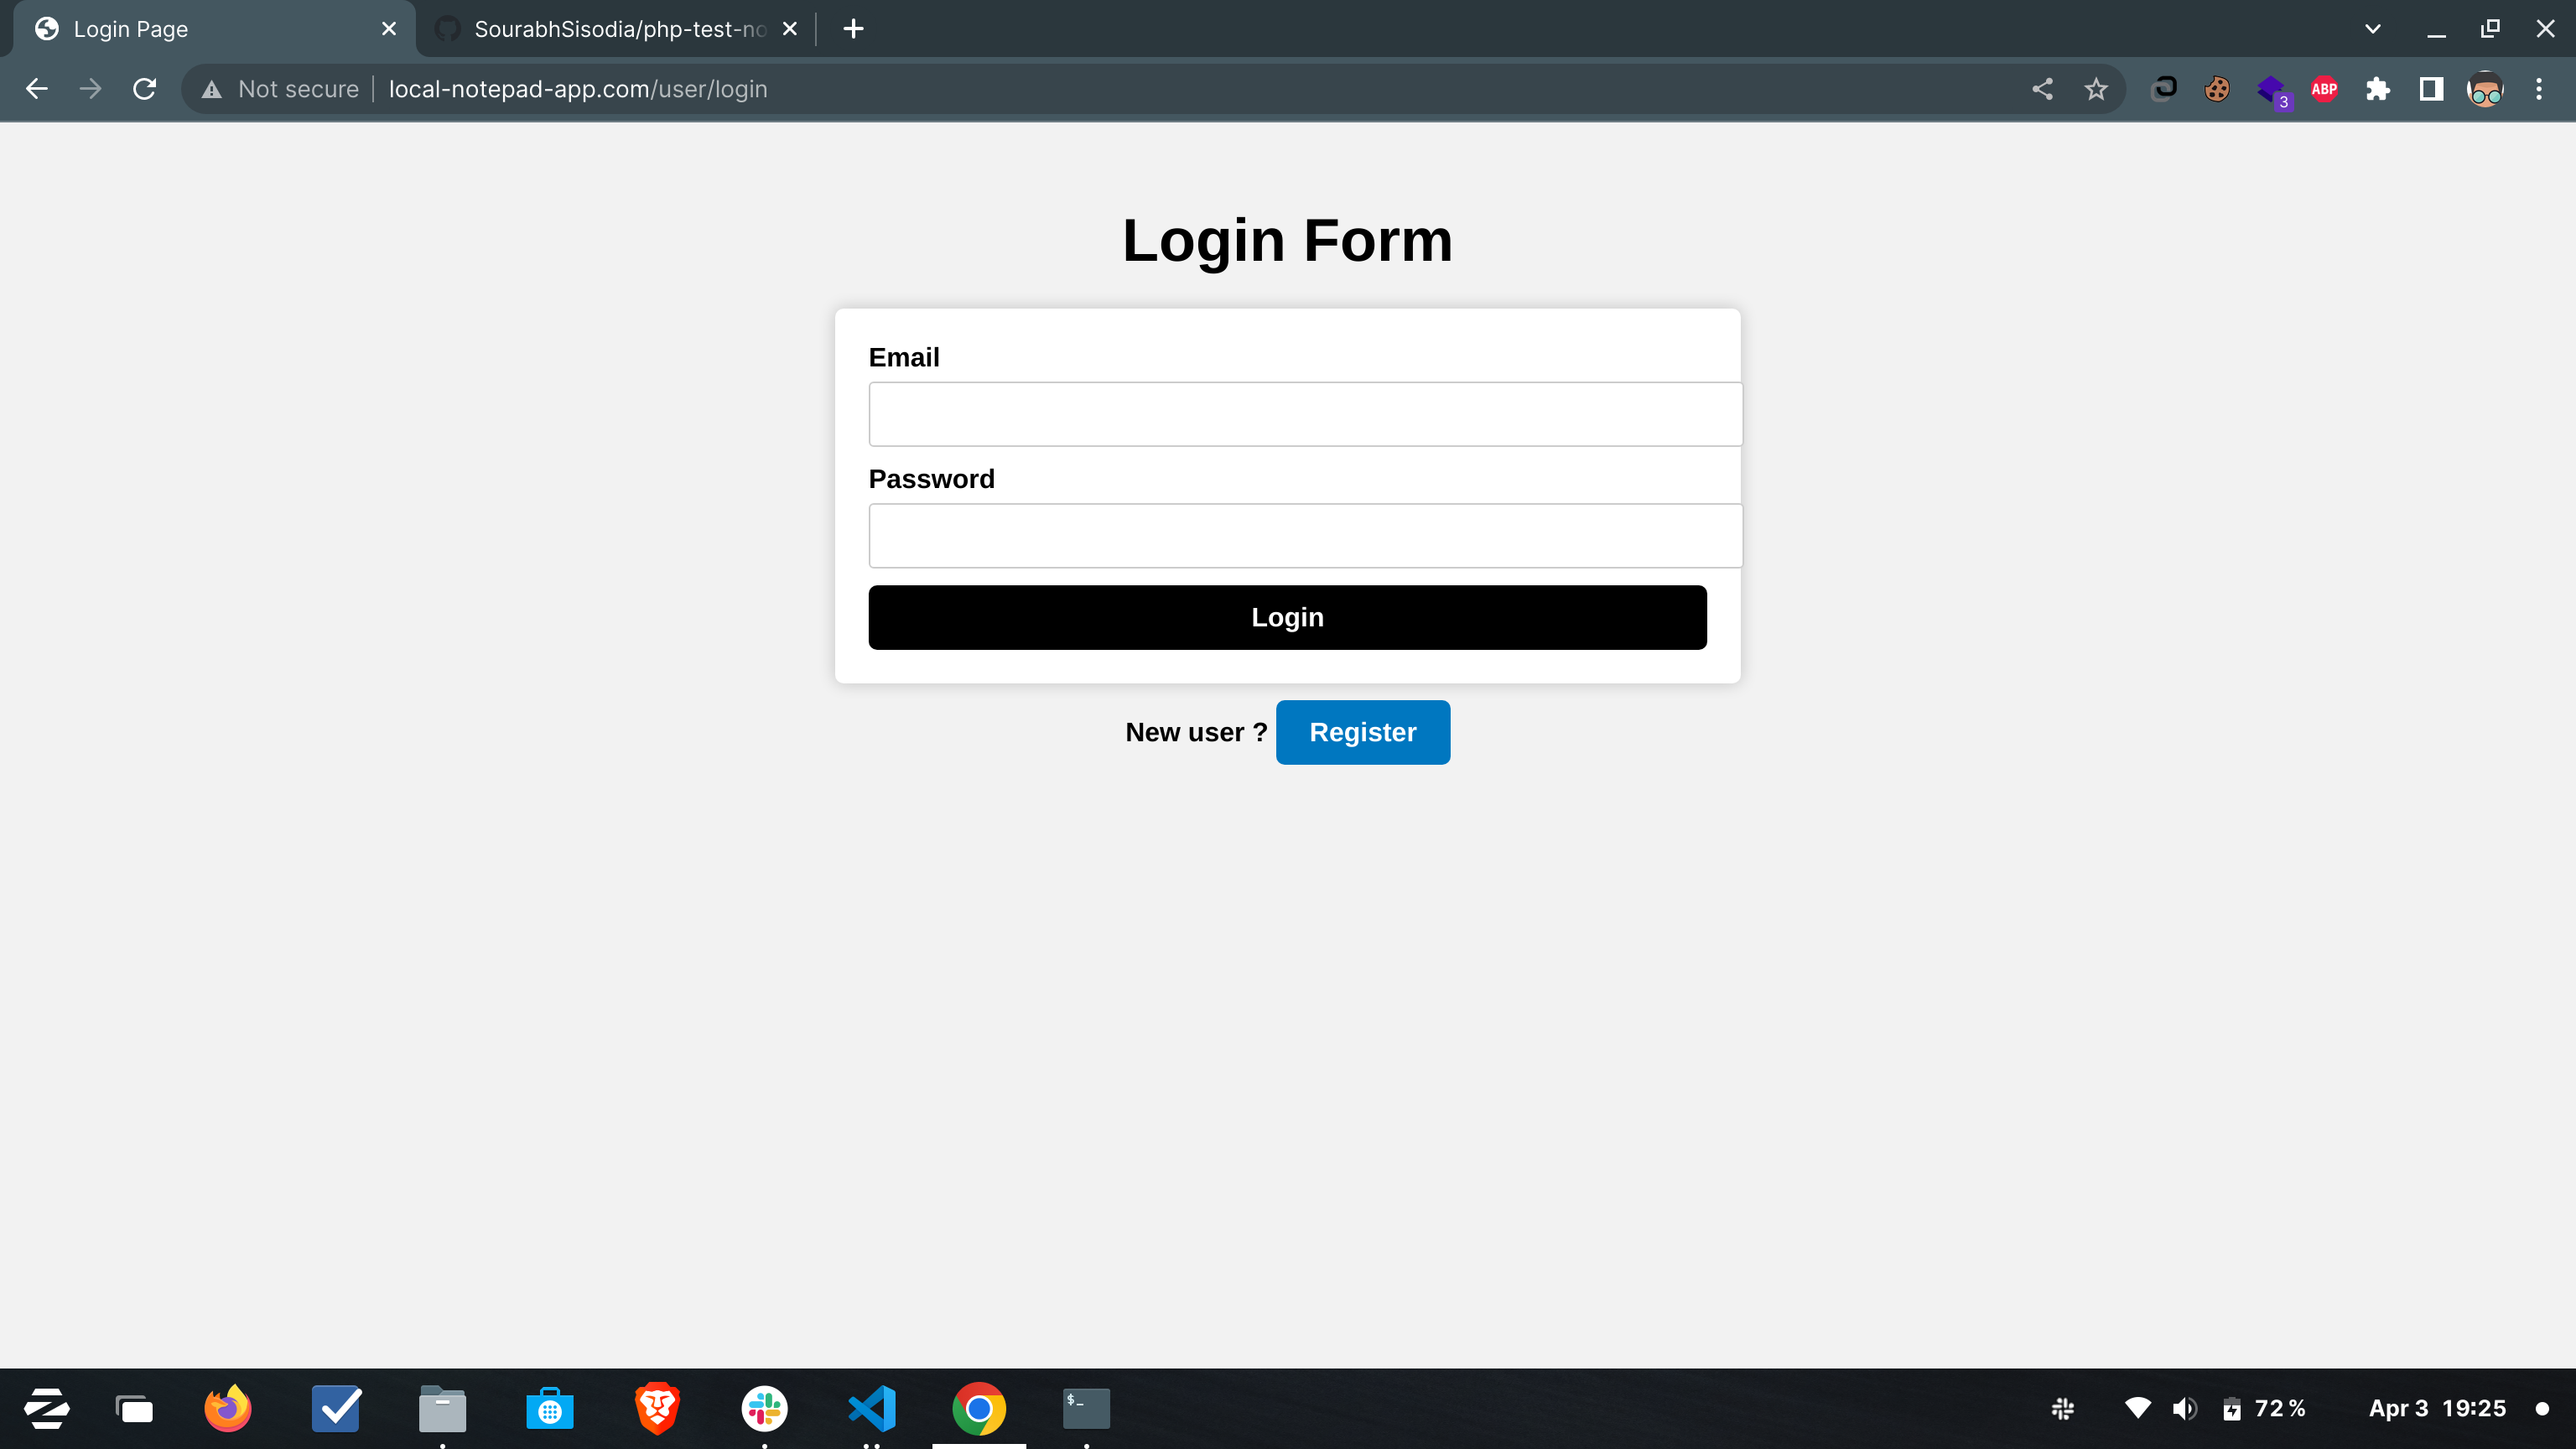 Login Page
SourabhSisodia/php-test-no
Not secure
local-notepad-app.com/user/login
3
ABP
Login Form
Email
Password
Login
New user ? Register
$_
72 %
Apr 3 19:25